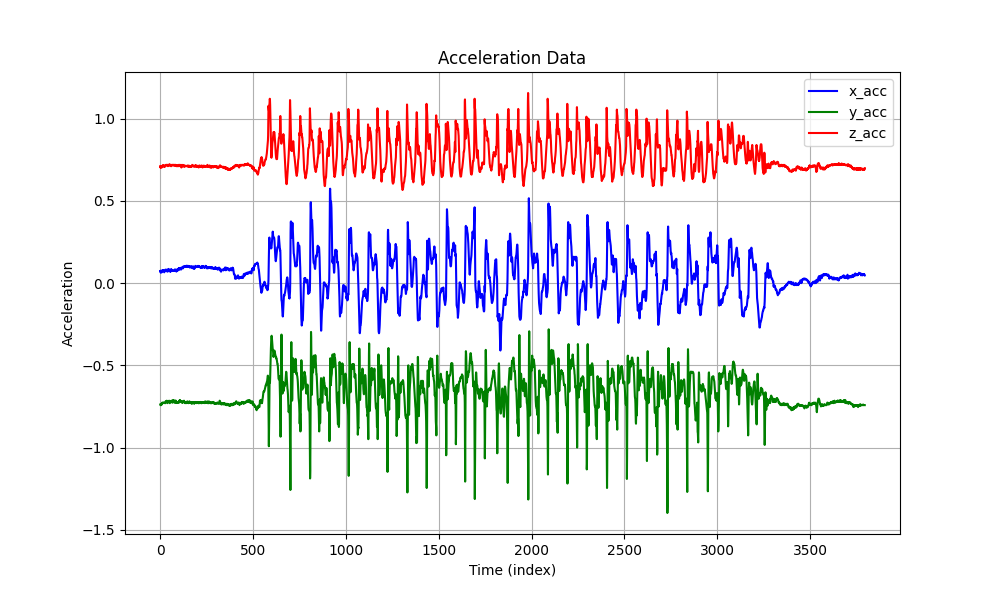 Acceleration Data
x_acc
y_acc
z_acc
1.0
0.5
0.0
−0.5
−1.0
−1.5
Acceleration
0
500
1000
1500
2000
2500
3000
3500
Time (index)